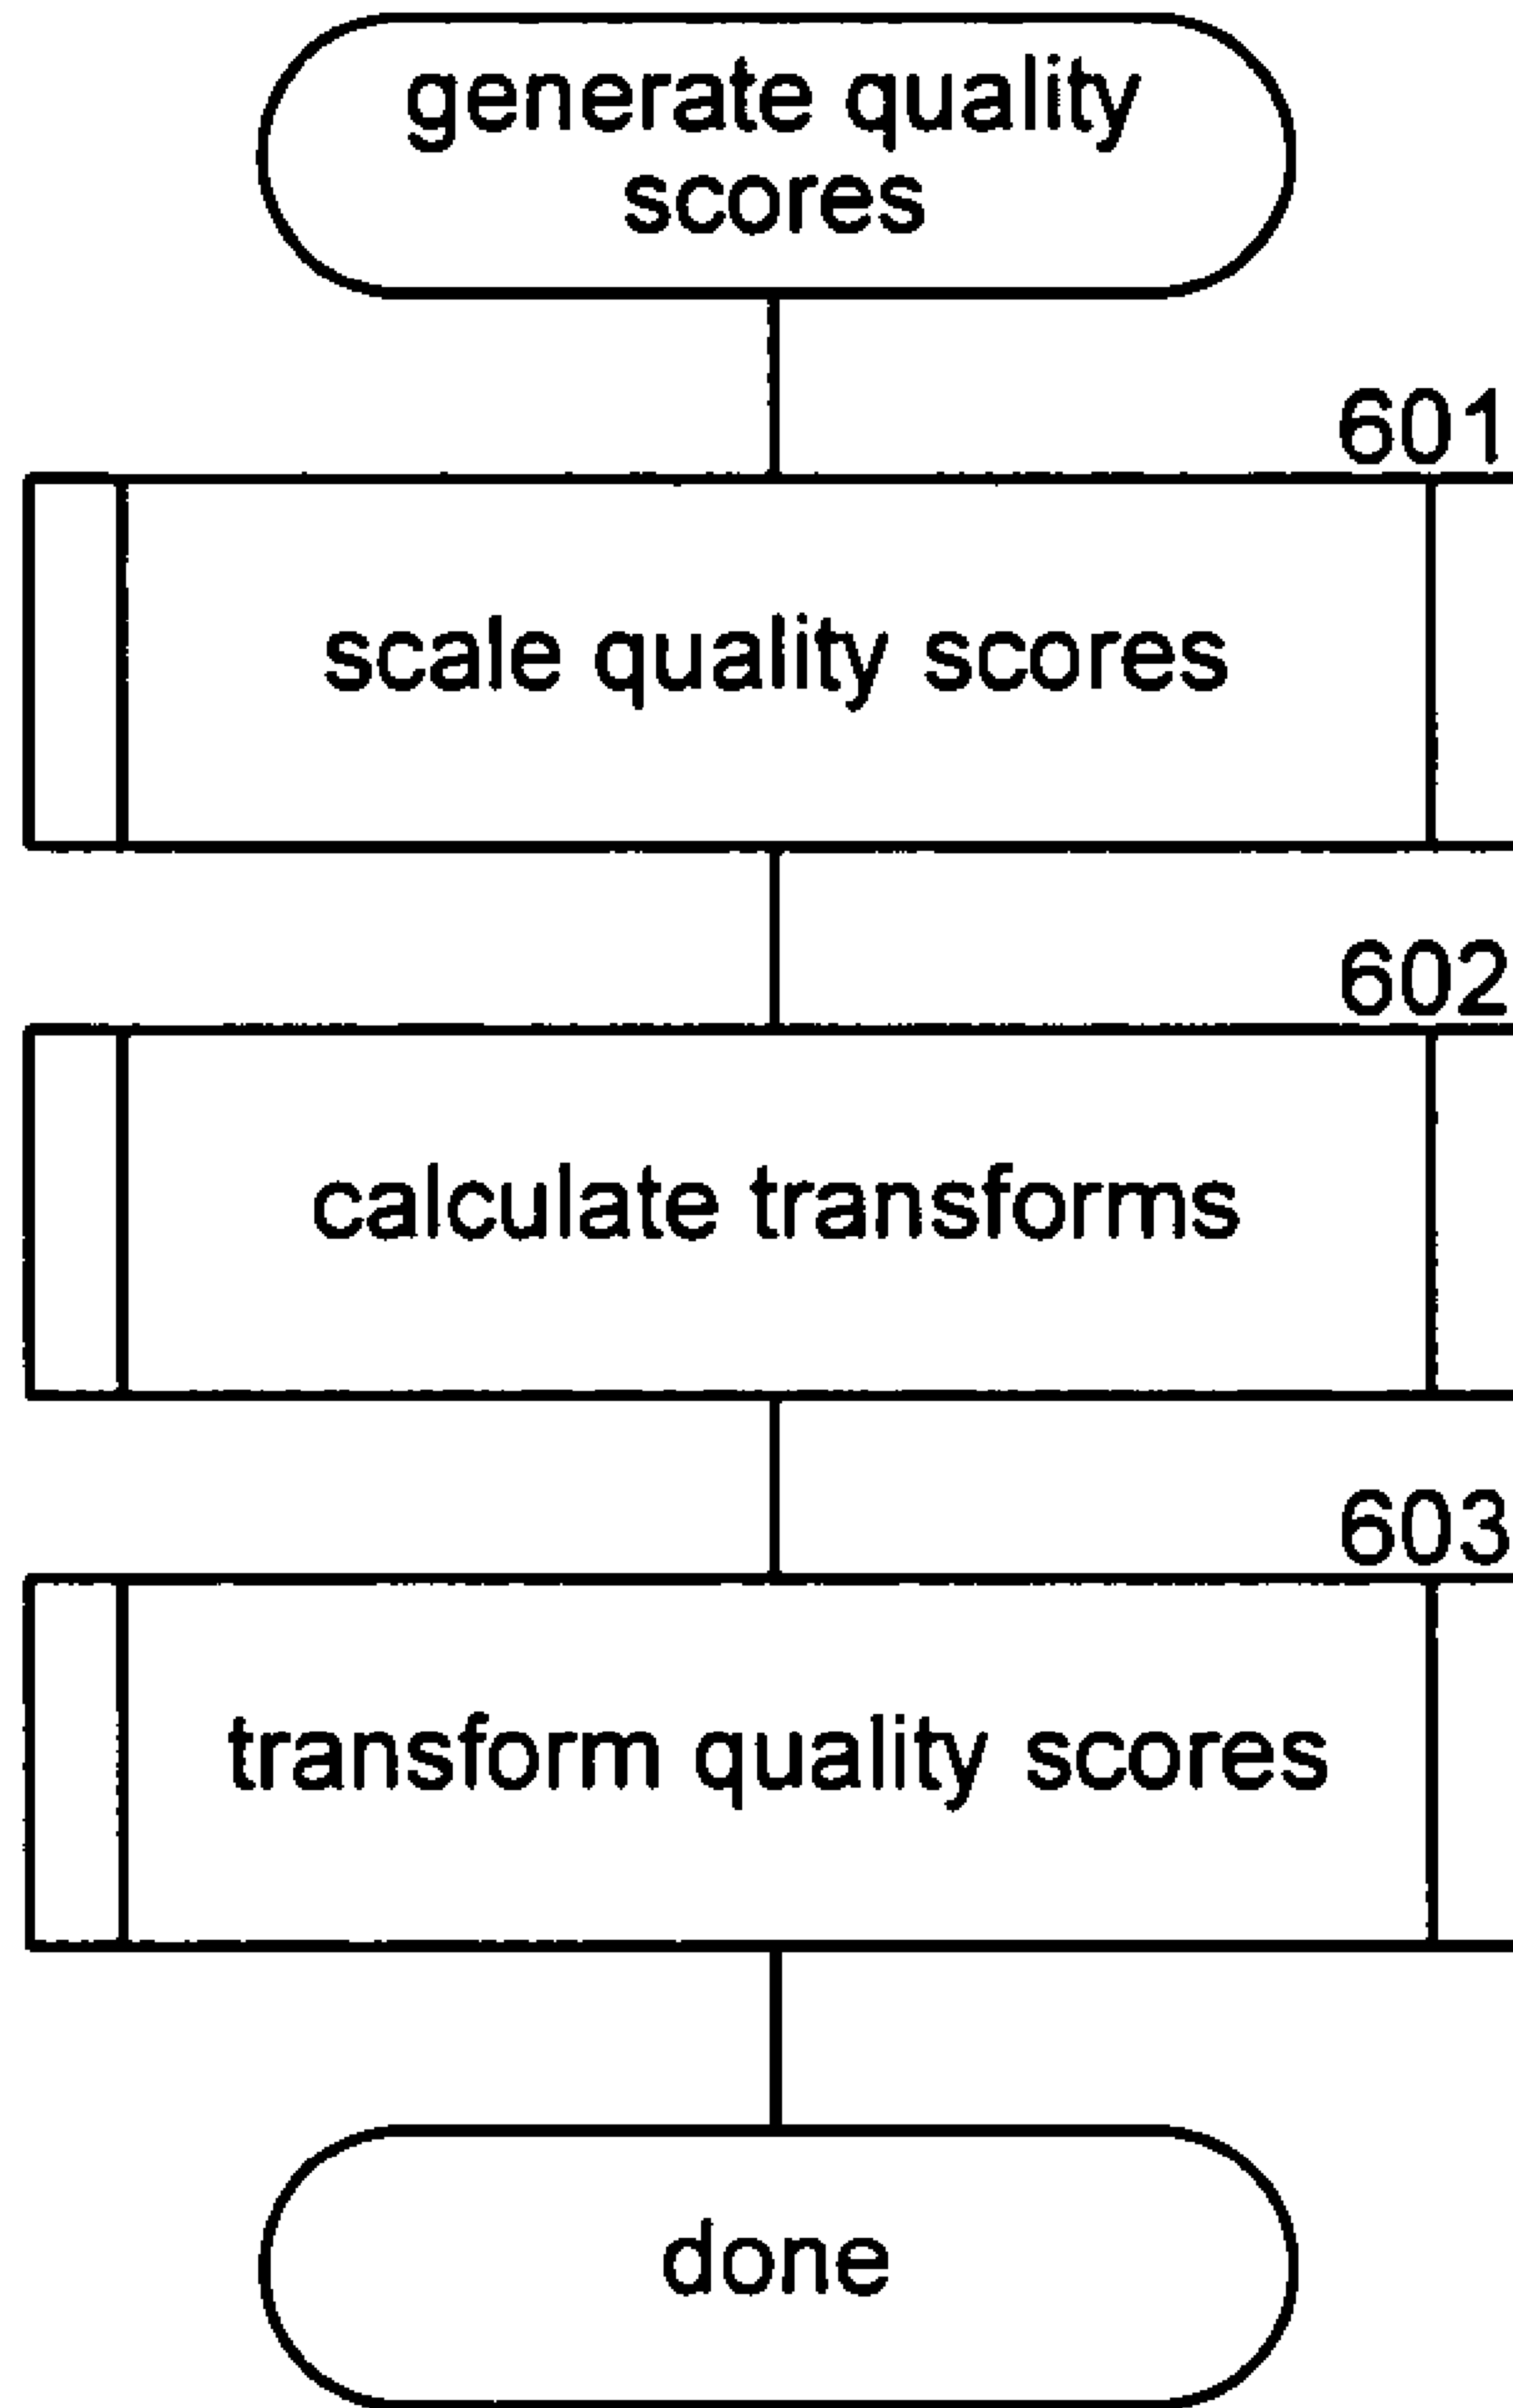 generate quality
scores
601
scale quality scores
602
calculate transforms
603
transform quality scores
done